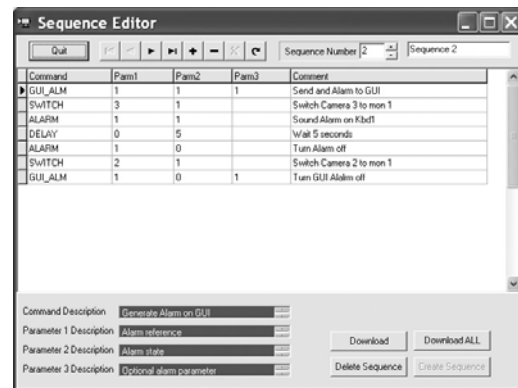 Sequence Editor
Quit Sequence Number 2 Sequence 2
Command Parm1 Parm2 Parm3 Comment
GUI_ALM 1 1 1 Send and Alarm to GUI
SWITCH 3 1 Switch Camera 3 to mon 1
ALARM 1 1 Sound Alarm on Kbd1
DELAY 0 5 Wait 5 seconds
ALARM 1 0 Turn Alarm off
SWITCH 2 1 Switch Camera 2 to mon 1
GUI_ALM 1 0 1 Turn GUI Alalrm off
Command Description Generate Alarm on GUI
Parameter 1 Description Alarm reference
Parameter 2 Description Alarm state
Parameter 3 Description Optional alarm parameter
Download Download ALL
Delete Sequence Create Sequence